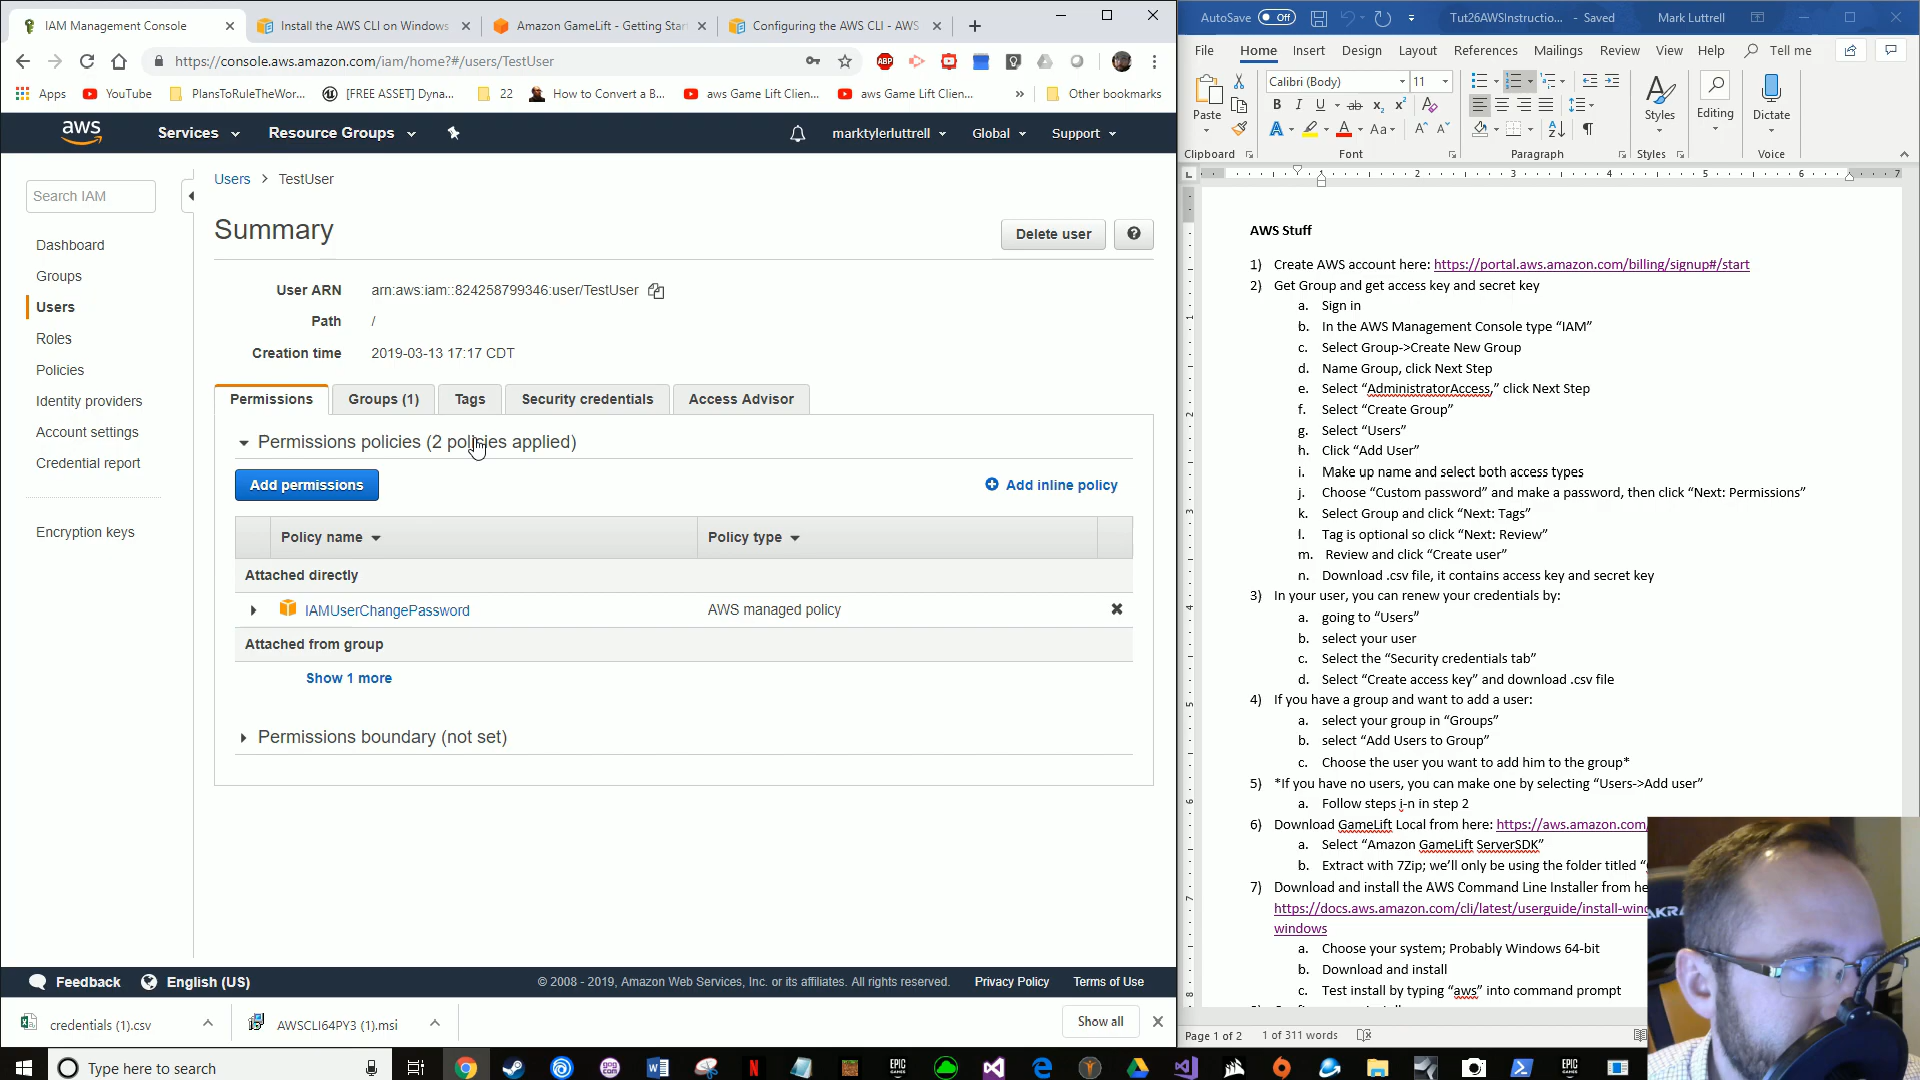 IAM Management Console
Install the AWS CLI on Windows
Amazon GameLift - Getting Star
Configuring the AWS CLI - AWS
https://console.aws.amazon.com/iam/home?#/users/TestUser
ABP
Apps
YouTube
PlansToRuleTheWor...
[FREE ASSET] Dyna...
22
How to Convert a B...
aws Game Lift Clien...
aws Game Lift Clien...
»
Other bookmarks
aws
Services
Resource Groups
marktylerluttrell
Global
Support
Search IAM
Dashboard
Groups
Users
Roles
Policies
Identity providers
Account settings
Credential report
Encryption keys
Users > TestUser
Summary
Delete user
User ARN arn:aws:iam::824258799346:user/TestUser
Path /
Creation time 2019-03-13 17:17 CDT
Permissions
Groups (1)
Tags
Security credentials
Access Advisor
Permissions policies (2 policies applied)
Add permissions
Add inline policy
Policy name
Policy type
Attached directly
IAMUserChangePassword
AWS managed policy
Attached from group
Show 1 more
Permissions boundary (not set)
Feedback
English (US)
© 2008 - 2019, Amazon Web Services, Inc. or its affiliates. All rights reserved.
Privacy Policy
Terms of Use
credentials (1).csv
AWSCLI64PY3 (1).msi
Show all
Type here to search
AutoSave Off
Tut26AWSInstructio... - Saved
Mark Luttrell
File
Home
Insert
Design
Layout
References
Mailings
Review
View
Help
Tell me
Paste
Calibri (Body)
11
Styles
Editing
Dictate
Clipboard
Font
Paragraph
Styles
Voice
AWS Stuff
1) Create AWS account here: https://portal.aws.amazon.com/billing/signup#/start
2) Get Group and get access key and secret key
a. Sign in
b. In the AWS Management Console type “IAM”
c. Select Group->Create New Group
d. Name Group, click Next Step
e. Select “AdministratorAccess,” click Next Step
f. Select “Create Group”
g. Select “Users”
h. Click “Add User”
i. Make up name and select both access types
j. Choose “Custom password” and make a password, then click “Next: Permissions”
k. Select Group and click “Next: Tags”
l. Tag is optional so click “Next: Review”
m. Review and click “Create user”
n. Download .csv file, it contains access key and secret key
3) In your user, you can renew your credentials by:
a. going to “Users”
b. select your user
c. Select the “Security credentials tab”
d. Select “Create access key” and download .csv file
4) If you have a group and want to add a user:
a. select your group in “Groups”
b. select “Add Users to Group”
c. Choose the user you want to add him to the group*
5) *If you have no users, you can make one by selecting “Users->Add user”
a. Follow steps i-n in step 2
6) Download GameLift Local from here: https://aws.amazon.com/
a. Select “Amazon GameLift ServerSDK”
b. Extract with 7Zip; we’ll only be using the folder titled
7) Download and install the AWS Command Line Installer from he
https://docs.aws.amazon.com/cli/latest/userguide/install-wind
windows
a. Choose your system; Probably Windows 64-bit
b. Download and install
c. Test install by typing “aws” into command prompt
Page 1 of 2
1 of 311 words